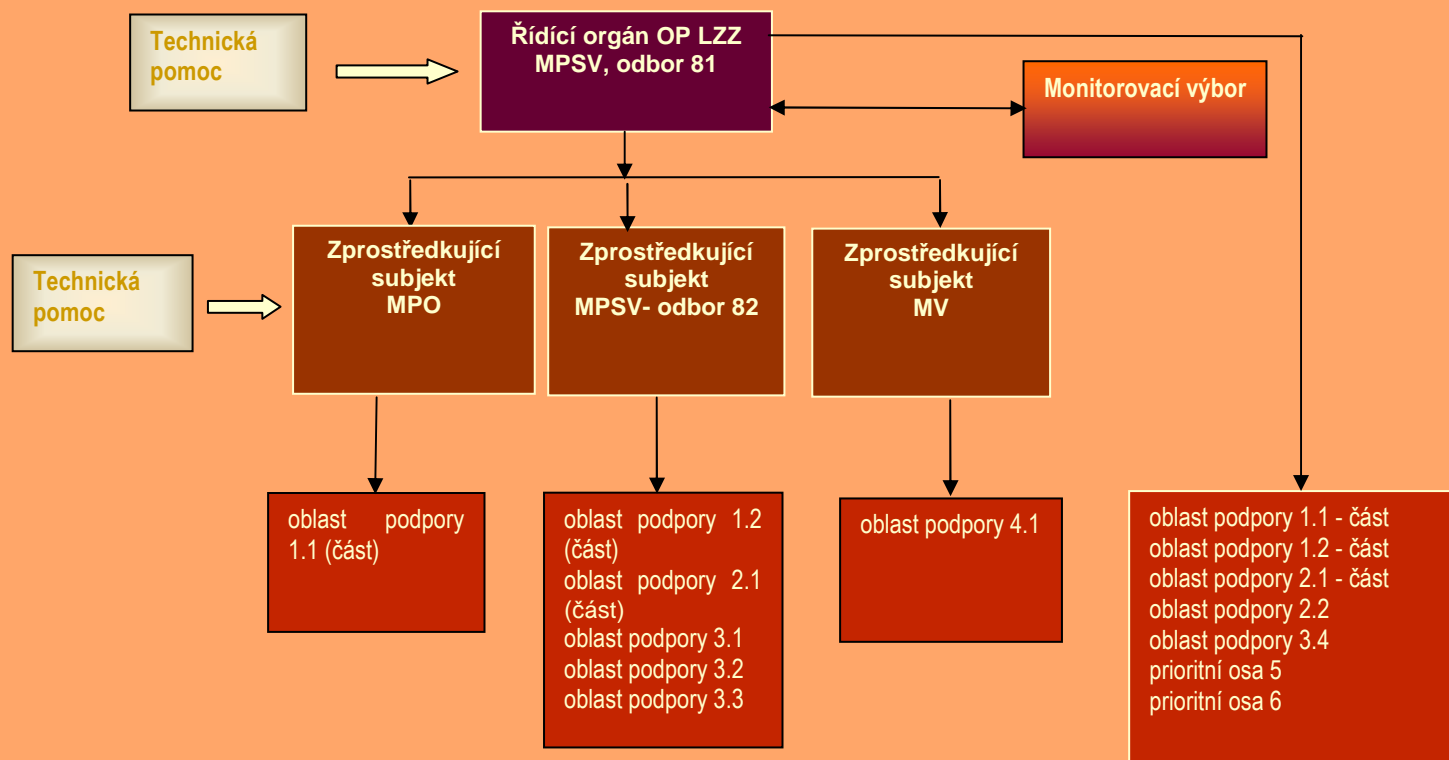 Technická
pomoc
Řídící orgán OP LZZ
MPSV, odbor 81
Monitorovací výbor
Technická
pomoc
Zprostředkující
subjekt
MPO
Zprostředkující
subjekt
MPSV- odbor 82
Zprostředkující
subjekt
MV
oblast podpory
1.1 (část)
oblast podpory 1.2
(část)
oblast podpory 2.1
(část)
oblast podpory 3.1
oblast podpory 3.2
oblast podpory 3.3
oblast podpory 4.1
oblast podpory 1.1 - část
oblast podpory 1.2 - část
oblast podpory 2.1 - část
oblast podpory 2.2
oblast podpory 3.4
prioritní osa 5
prioritní osa 6